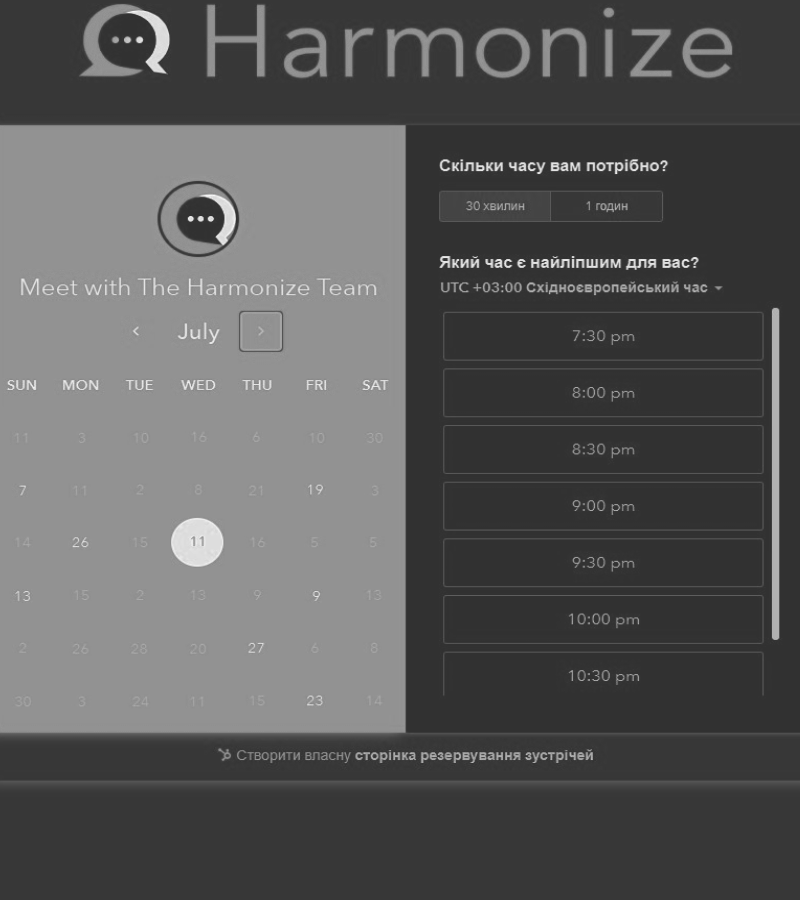 Harmonize
Meet with The Harmonize Team
July
SUN MON TUE WED THU FRI SAT
11 3 10 16 6 10 30
7 11 2 8 21 19 3
14 26 15 11 16 5 5
13 15 2 13 9 9 13
2 26 28 20 27 6 8
30 3 24 11 15 23 14
Скільки часу вам потрібно?
30 хвилин 1 годин
Який час є найліпшим для вас?
UTC +03:00 Східноєвропейський час
7:30 pm
8:00 pm
8:30 pm
9:00 pm
9:30 pm
10:00 pm
10:30 pm
Створити власну сторінка резервування зустрічей